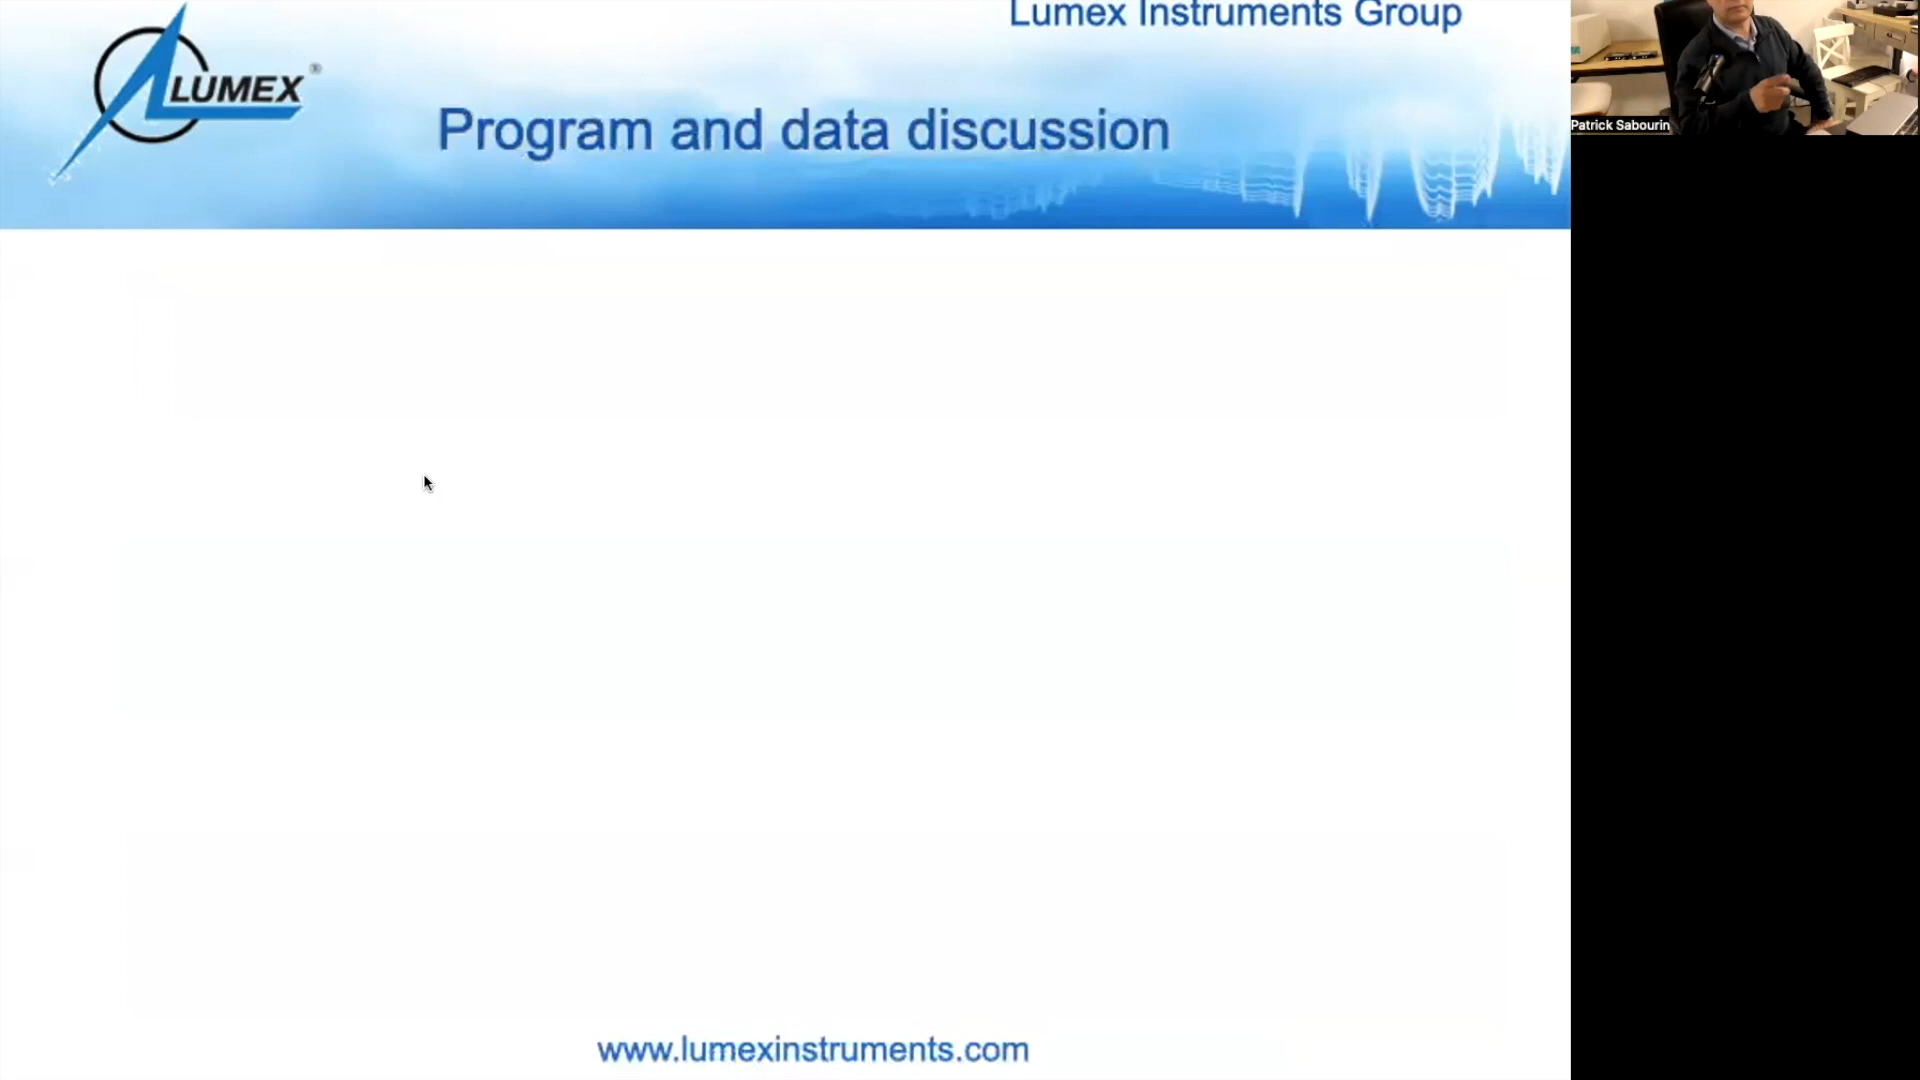 Lumex Instruments Group
LUMEX ®
Program and data discussion
Patrick Sabourin
www.lumexinstruments.com